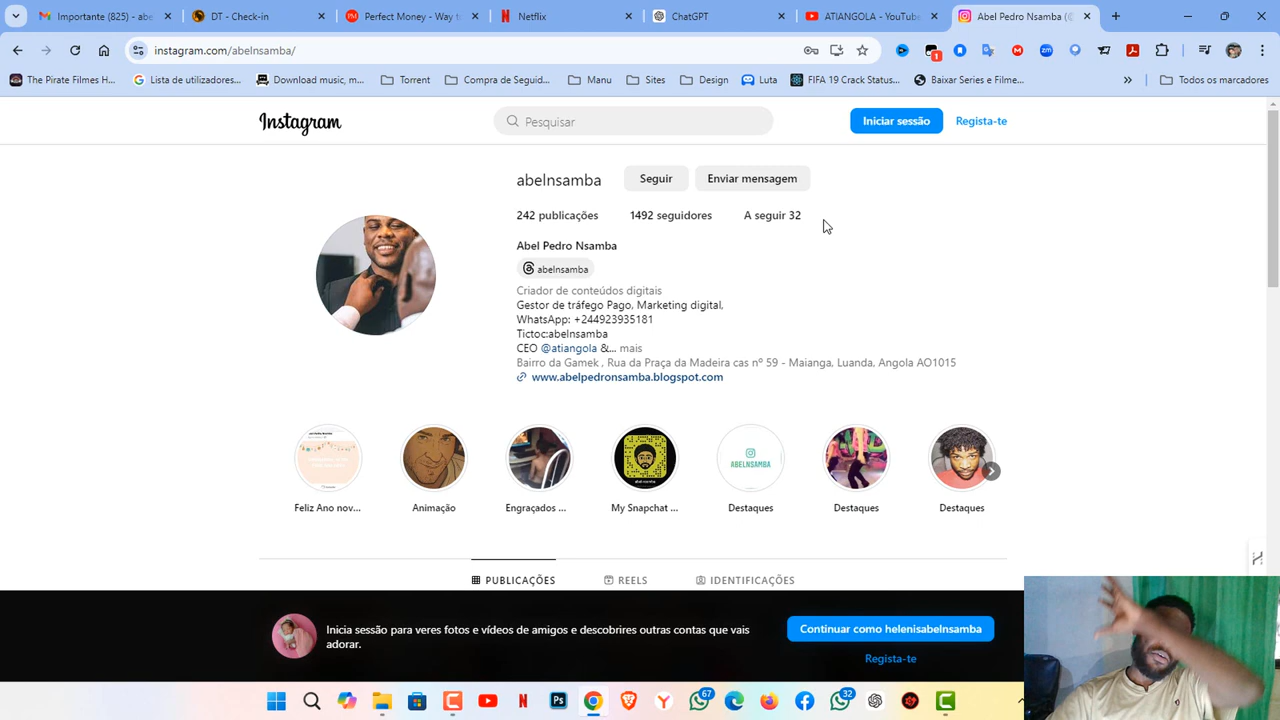 Importante (825) - abe
DT - Check-in
Perfect Money - Way t
Netflix
ChatGPT
ATIANGOLA - YouTube
Abel Pedro Nsamba (@
instagram.com/abelnsamba/
1
The Pirate Filmes H...
Lista de utilizadores...
Download music, m...
Torrent
Compra de Seguid...
Manu
Sites
Design
Luta
FIFA 19 Crack Status...
Baixar Series e Filme...
Todos os marcadores
Instagram
Pesquisar
Iniciar sessão
Regista-te
abelnsamba
Seguir
Enviar mensagem
242 publicações
1492 seguidores
A seguir 32
Abel Pedro Nsamba
abelnsamba
Criador de conteúdos digitais
Gestor de tráfego Pago, Marketing digital,
WhatsApp: +244923935181
Tictoc:abelnsamba
CEO @atiangola &... mais
Bairro da Gamek , Rua da Praça da Madeira cas nº 59 - Maianga, Luanda, Angola AO1015
www.abelpedronsamba.blogspot.com
ABELNSAMBA
Feliz Ano nov...
Animação
Engraçados ...
My Snapchat ...
Destaques
Destaques
Destaques
PUBLICAÇÕES
REELS
IDENTIFICAÇÕES
Inicia sessão para veres fotos e vídeos de amigos e descobrires outras contas que vais
adorar.
Continuar como helenisabelnsamba
Regista-te
67
32